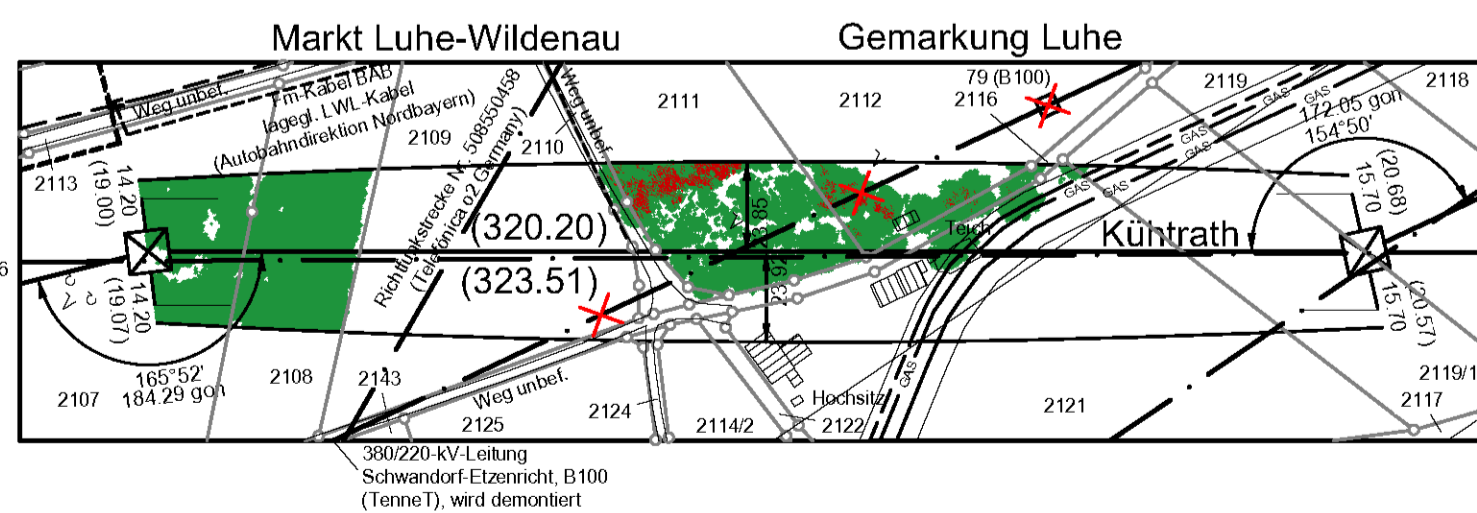 Markt Luhe-Wildenau
Gemarkung Luhe
Weg unbef.
Fm-Kabel BAB
lagegl. LWL-Kabel
(Autobahndirektion Nordbayern)
2113
2109
2110
Richtfunkstrecke Nr. 508550458
(Telefónica o2 Germany)
Weg unbef.
2111
2112
79 (B100)
2116
2119
2118
GAS
GAS
GAS
GAS
GAS
GAS
172.05 gon
154°50'
14.20
(19.00)
(320.20)
(323.51)
23.85
23.92
Teich
Kühtrath
(20.68)
15.70
6
14.20
(19.07)
15.70
(20.57)
165°52'
184.29 gon
2107
2108
2143
2125
Weg unbef.
2124
2114/2
2122
Hochsitz
GAS
2121
2119/1
2117
380/220-kV-Leitung
Schwandorf-Etzenricht, B100
(TenneT), wird demontiert